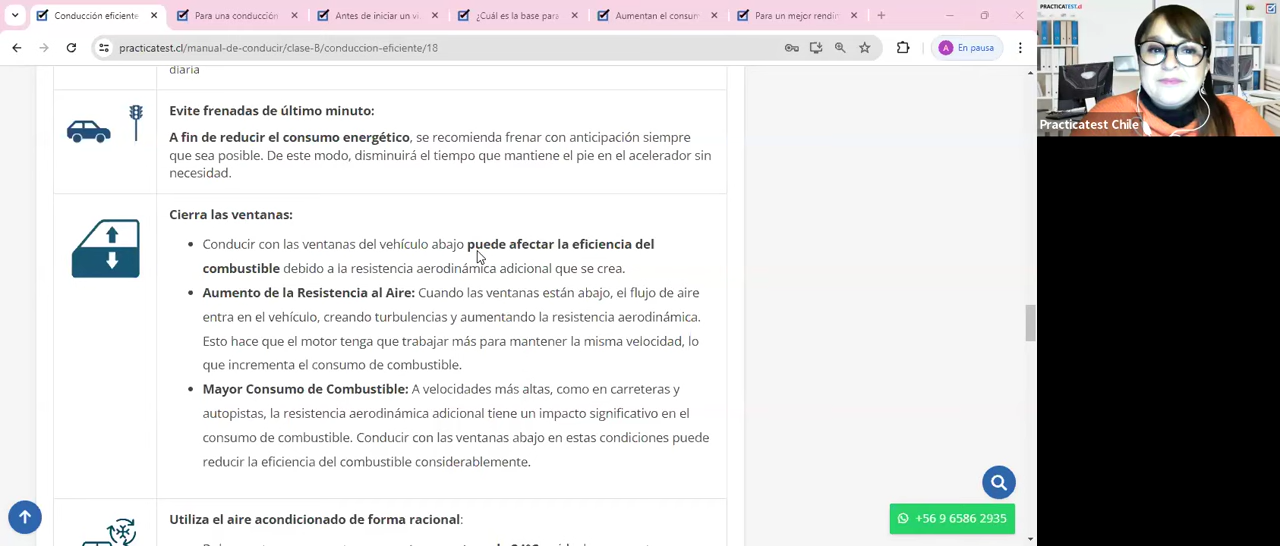 Conducción eficiente
Para una conducción
Antes de iniciar un vi
¿Cuál es la base para
Aumentan el consum
Para un mejor rendin
practicatest.cl/manual-de-conducir/clase-B/conduccion-eficiente/18
A
En pausa
PRACTICATEST.cl
Practicatest Chile
diaria
Evite frenadas de último minuto:
A fin de reducir el consumo energético, se recomienda frenar con anticipación siempre
que sea posible. De este modo, disminuirá el tiempo que mantiene el pie en el acelerador sin
necesidad.
Cierra las ventanas:
Conducir con las ventanas del vehículo abajo puede afectar la eficiencia del
combustible debido a la resistencia aerodinámica adicional que se crea.
Aumento de la Resistencia al Aire: Cuando las ventanas están abajo, el flujo de aire
entra en el vehículo, creando turbulencias y aumentando la resistencia aerodinámica.
Esto hace que el motor tenga que trabajar más para mantener la misma velocidad, lo
que incrementa el consumo de combustible.
Mayor Consumo de Combustible: A velocidades más altas, como en carreteras y
autopistas, la resistencia aerodinámica adicional tiene un impacto significativo en el
consumo de combustible. Conducir con las ventanas abajo en estas condiciones puede
reducir la eficiencia del combustible considerablemente.
Utiliza el aire acondicionado de forma racional:
+56 9 6586 2935